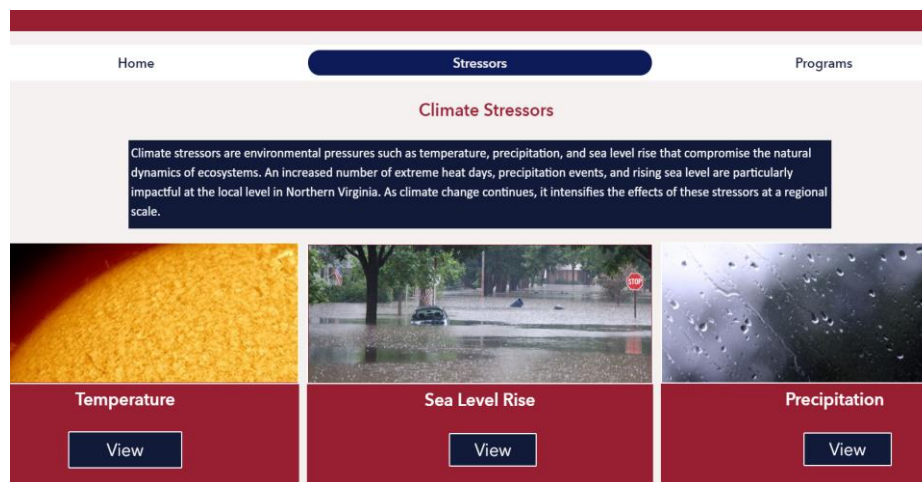 Home
Stressors
Programs
Climate Stressors
Climate stressors are environmental pressures such as temperature, precipitation, and sea level rise that compromise the natural
dynamics of ecosystems. An increased number of extreme heat days, precipitation events, and rising sea level are particularly
impactful at the local level in Northern Virginia. As climate change continues, it intensifies the effects of these stressors at a regional
scale.
STOP
Temperature
Sea Level Rise
Precipitation
View
View
View